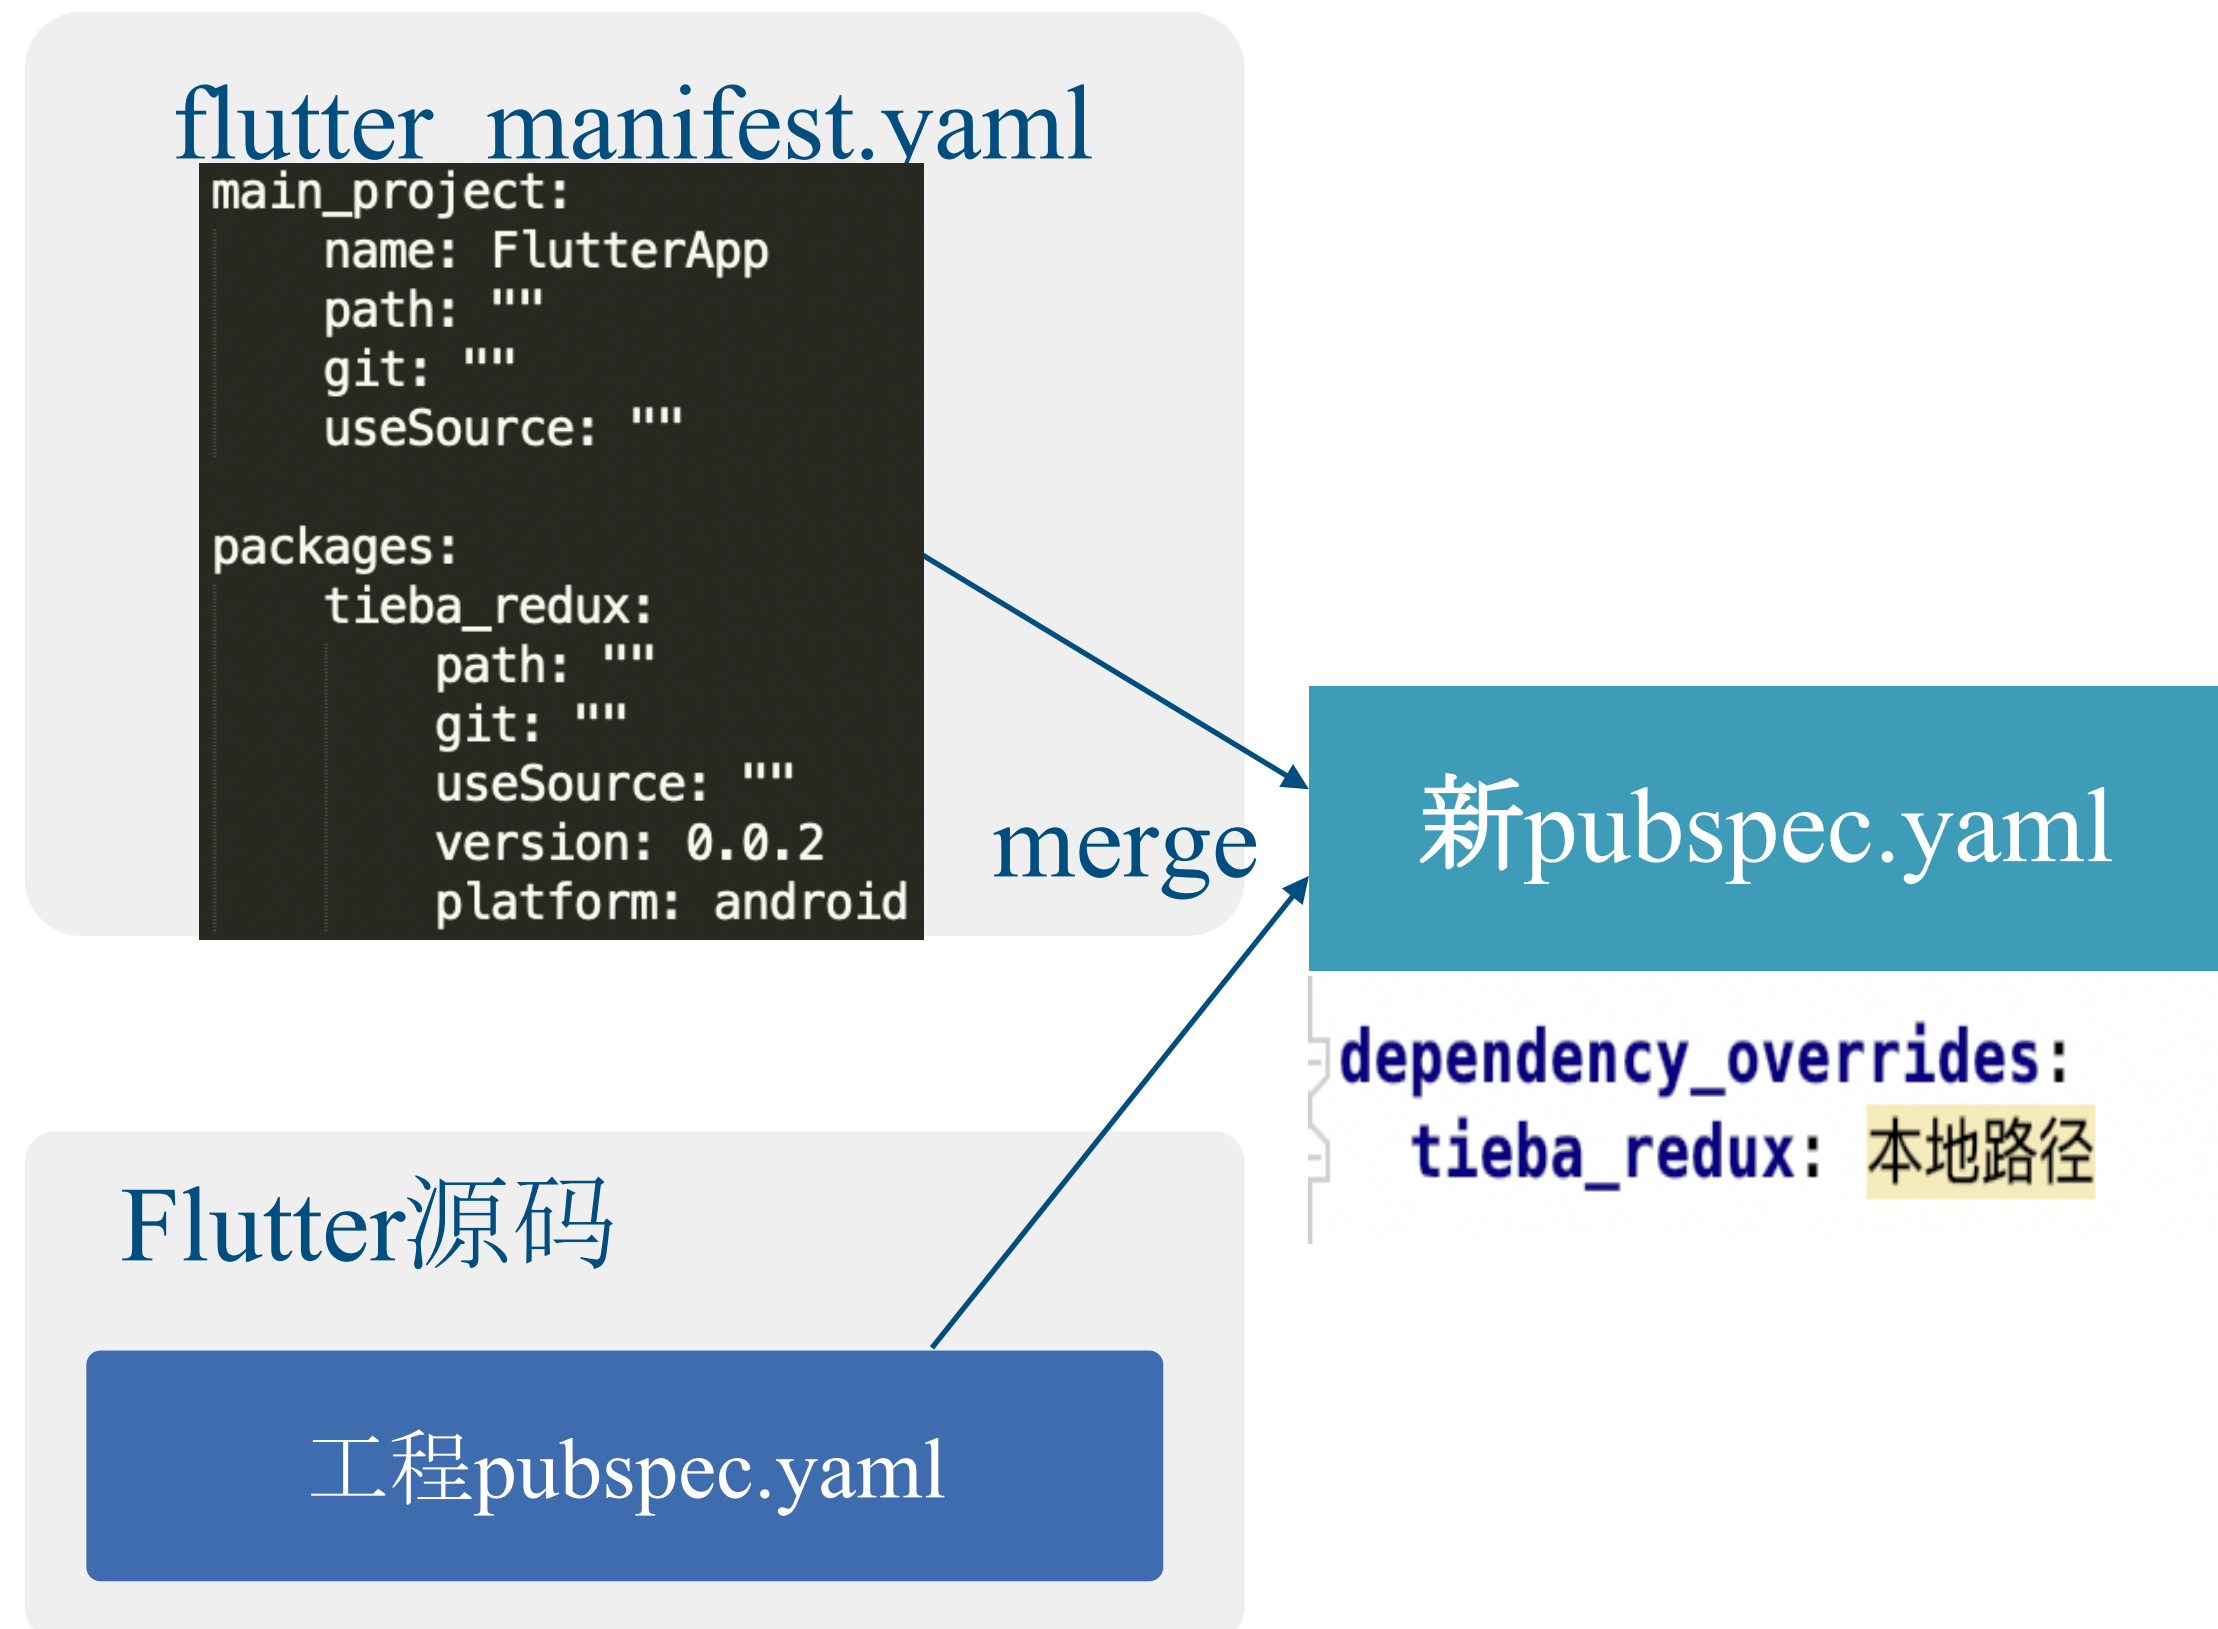 flutter_manifest.yaml
main_project:
name: FlutterApp
path: ""
git: ""
useSource: ""
packages:
tieba_redux:
path: ""
git: ""
useSource: ""
version: 0.0.2
platform: android
merge
新pubspec.yaml
dependency_overrides:
tieba_redux: 本地路径
Flutter源码
工程pubspec.yaml